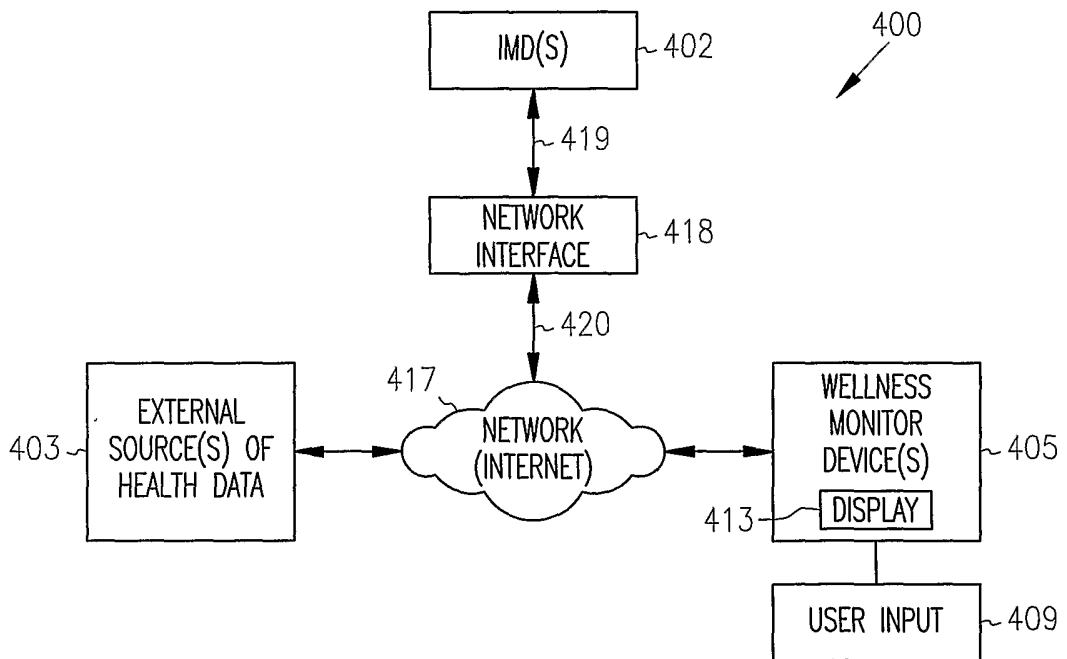 400
IMD(S)
402
419
NETWORK
INTERFACE
418
420
417
EXTERNAL
SOURCE(S) OF
HEALTH DATA
403
NETWORK
(INTERNET)
WELLNESS
MONITOR
DEVICE(S)
405
413
DISPLAY
USER INPUT
409